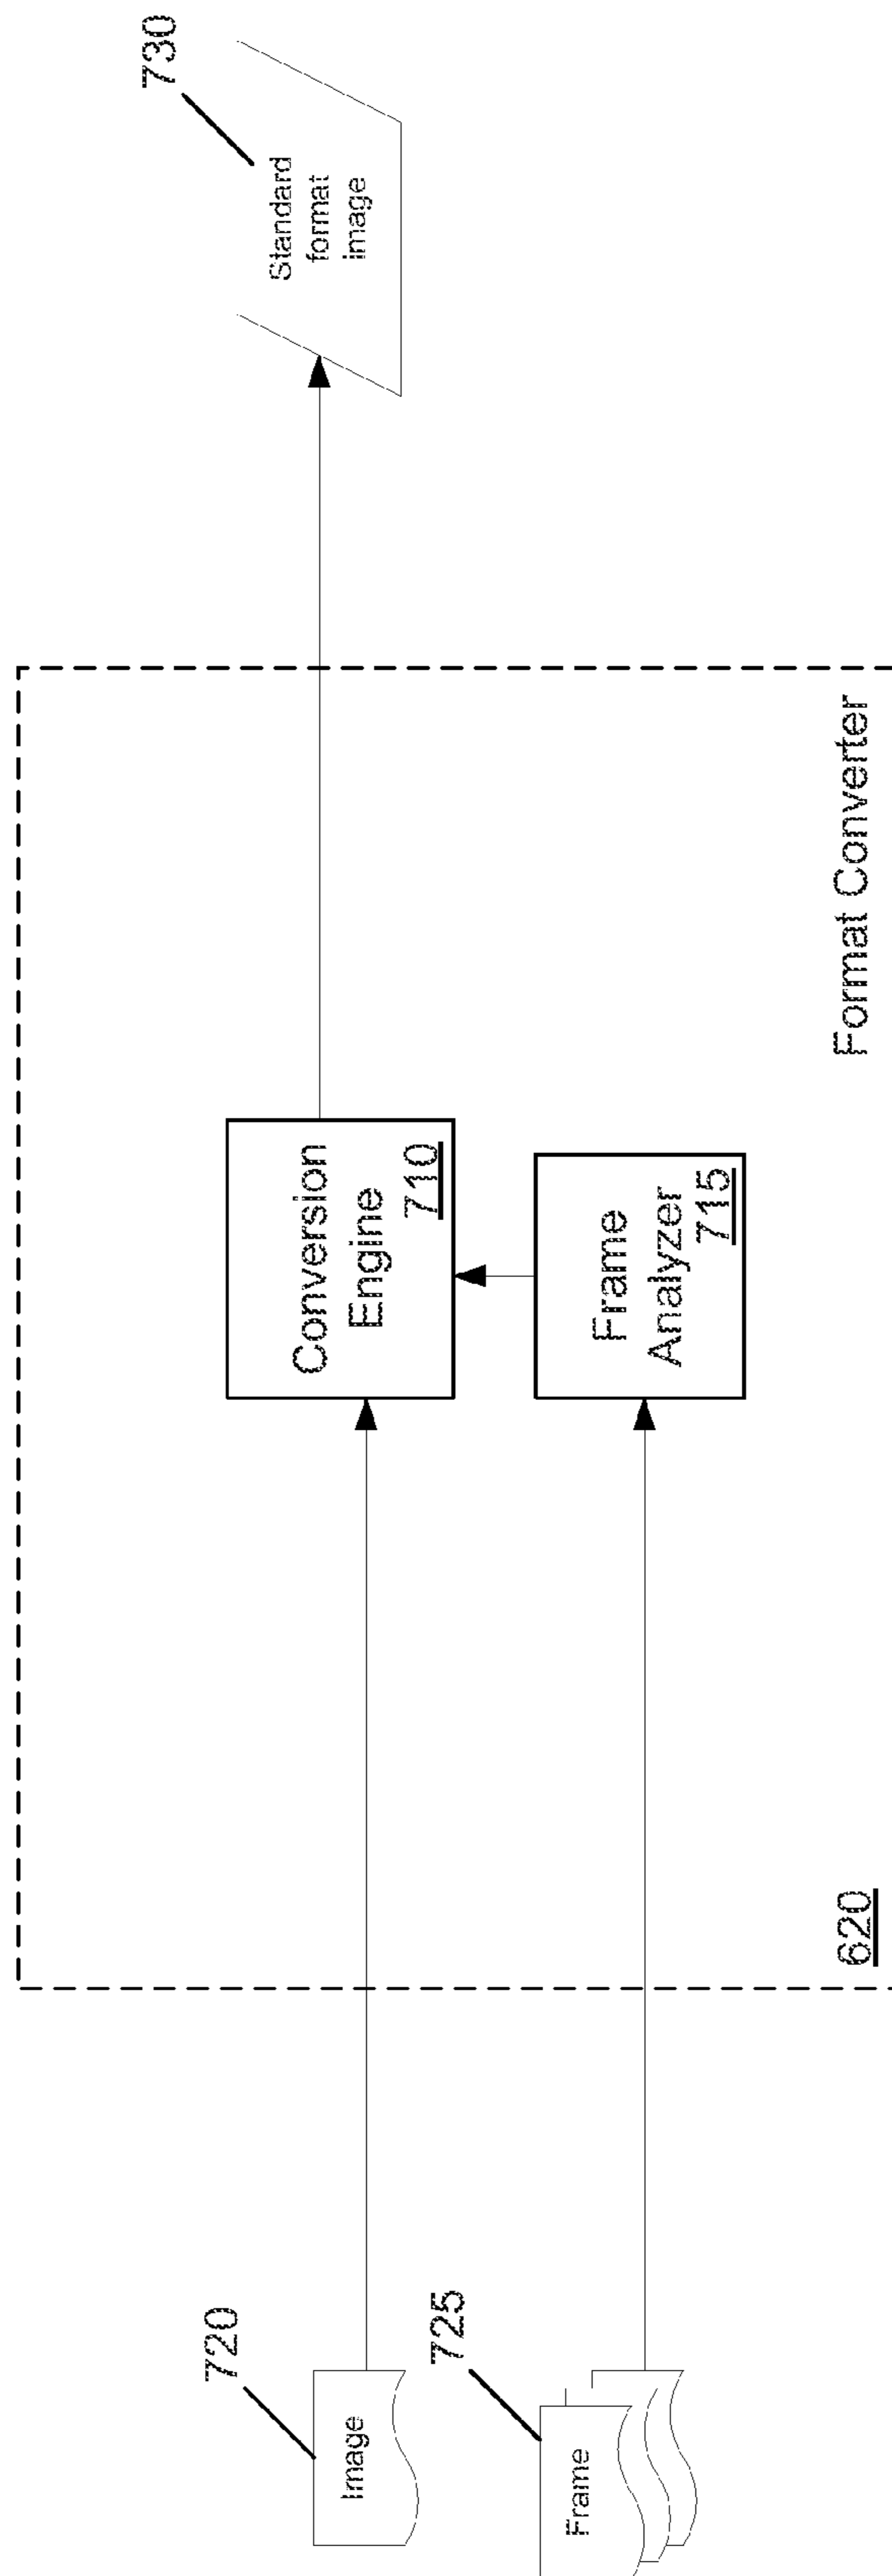 720
Image
725
Frame
Conversion
Engine
710
Frame
Analyzer
715
620
Format Converter
730
Standard
format
image